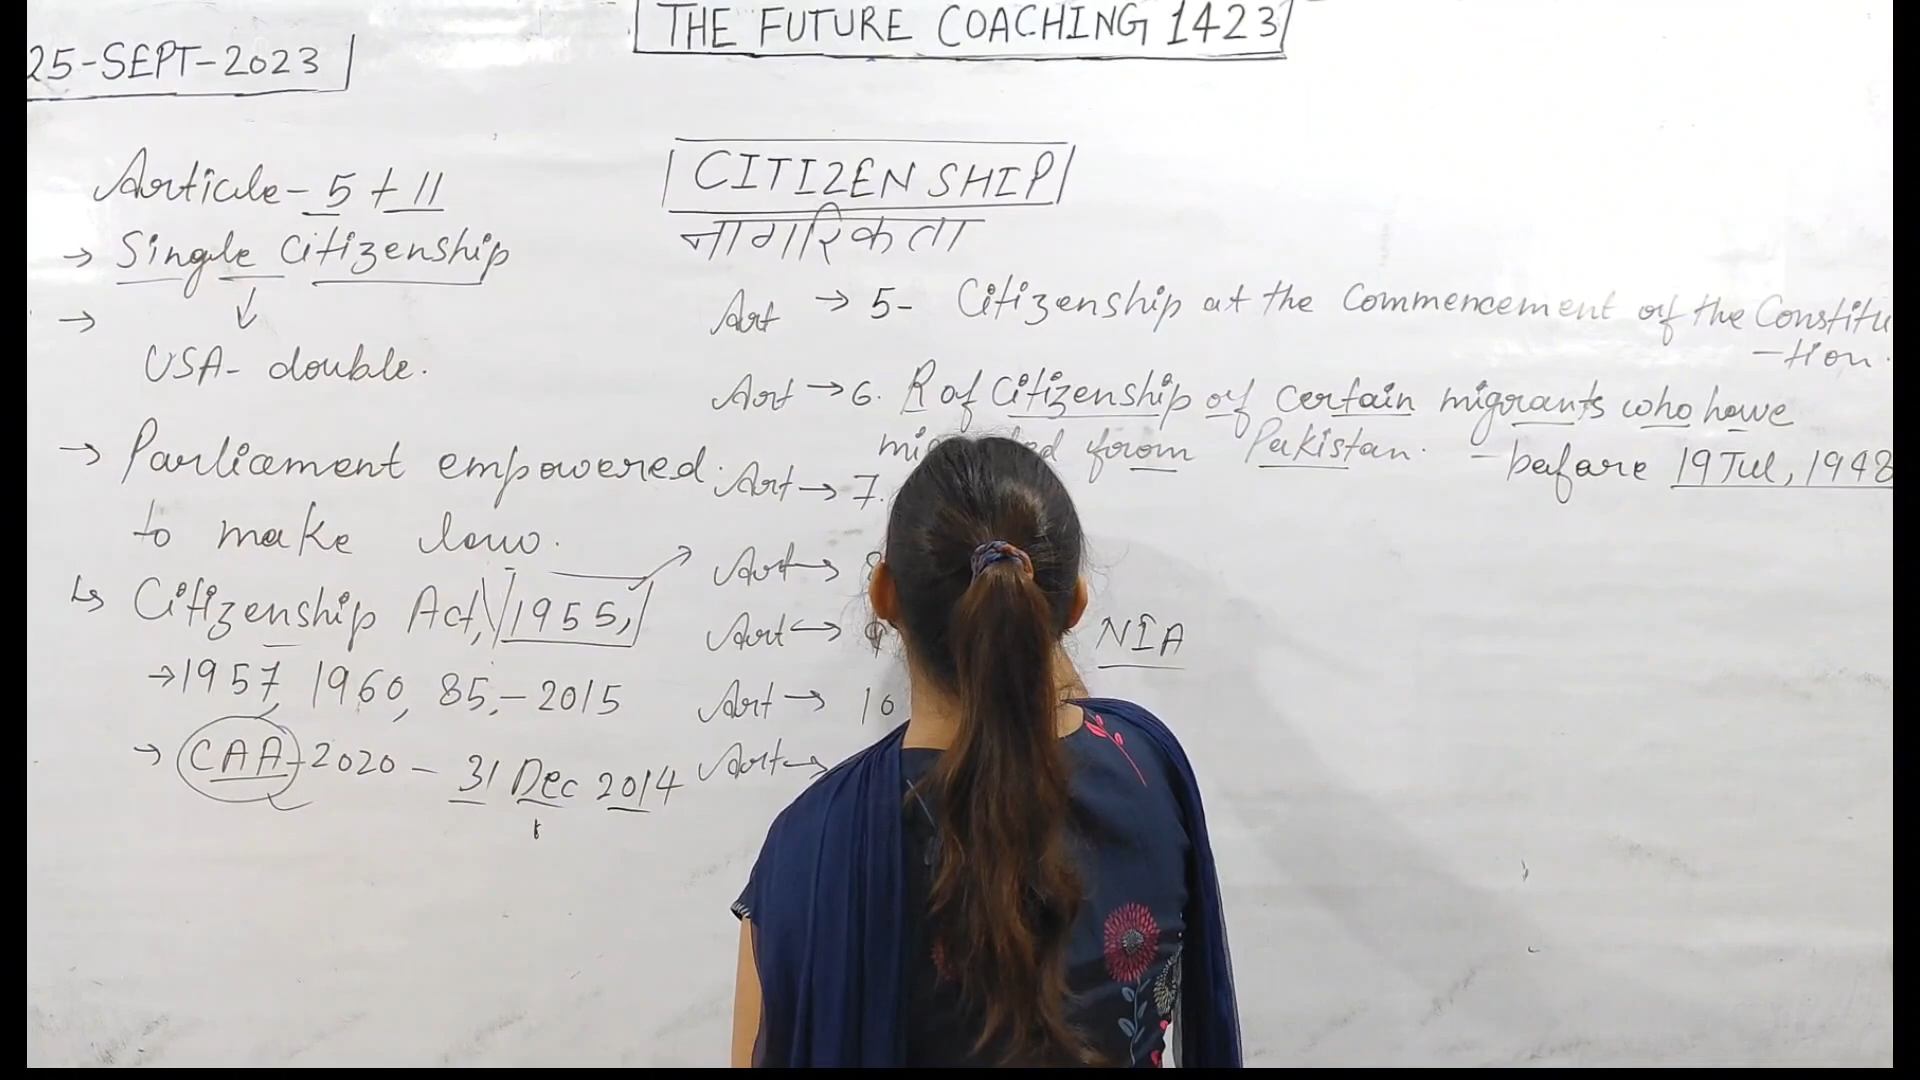 THE FUTURE COACHING 1423
25-SEPT-2023
Article - 5 + 11
→ Single Citizenship
↓
→
USA - double.
→ Parliament empowered
to make law.
↳ Citizenship Act, 1955,
→ 1957, 1960, 85, - 2015
→ CAA - 2020 - 31 Dec 2014
CITIZENSHIP
नागरिकता
Art → 5 - Citizenship at the Commencement of the Constitu
-tion.
Art → 6. R of Citizenship of certain migrants who have
from Pakistan. - before 19 Jul, 1948
Art → 7.
Art →
Art → 9 NIA
Art → 10
Art →